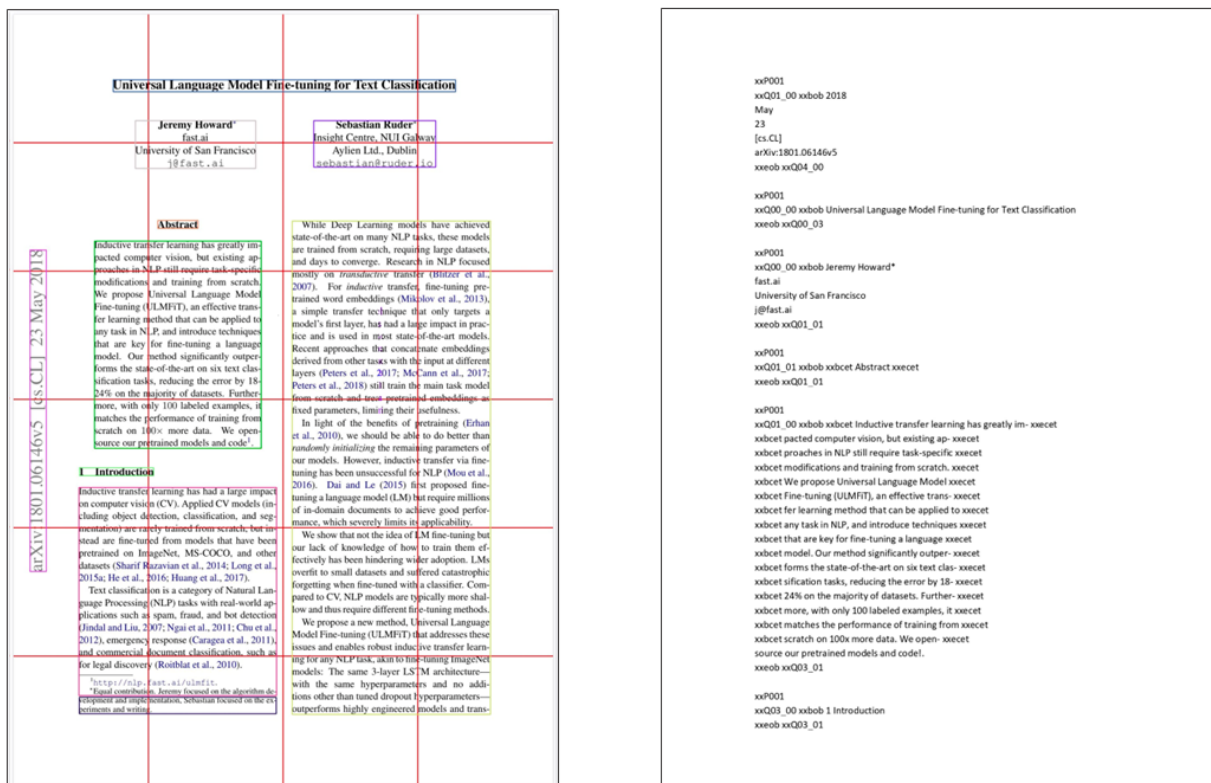 Universal Language Model Fine-tuning for Text Classification
Jeremy Howard*
fast.ai
University of San Francisco
j@fast.ai
Sebastian Ruder*
Insight Centre, NUI Galway
Aylien Ltd., Dublin
sebastian@ruder.io
arXiv:1801.06146v5 [cs.CL] 23 May 2018
Abstract
Inductive transfer learning has greatly im-
pacted computer vision, but existing ap-
proaches in NLP still require task-specific
modifications and training from scratch.
We propose Universal Language Model
Fine-tuning (ULMFiT), an effective trans-
fer learning method that can be applied to
any task in NLP, and introduce techniques
that are key for fine-tuning a language
model. Our method significantly outper-
forms the state-of-the-art on six text clas-
sification tasks, reducing the error by 18-
24% on the majority of datasets. Further-
more, with only 100 labeled examples, it
matches the performance of training from
scratch on 100× more data. We open-
source our pretrained models and code¹.
1 Introduction
Inductive transfer learning has had a large impact
on computer vision (CV). Applied CV models (in-
cluding object detection, classification, and seg-
mentation) are rarely trained from scratch, but in-
stead are fine-tuned from models that have been
pretrained on ImageNet, MS-COCO, and other
datasets (Sharif Razavian et al., 2014; Long et al.,
2015a; He et al., 2016; Huang et al., 2017).
Text classification is a category of Natural Lan-
guage Processing (NLP) tasks with real-world ap-
plications such as spam, fraud, and bot detection
(Jindal and Liu, 2007; Ngai et al., 2011; Chu et al.,
2012), emergency response (Caragea et al., 2011),
and commercial document classification, such as
for legal discovery (Roitblat et al., 2010).
¹http://nlp.fast.ai/ulmfit.
*Equal contribution. Jeremy focused on the algorithm de-
velopment and implementation, Sebastian focused on the ex-
periments and writing.
While Deep Learning models have achieved
state-of-the-art on many NLP tasks, these models
are trained from scratch, requiring large datasets,
and days to converge. Research in NLP focused
mostly on transductive transfer (Blitzer et al.,
2007). For inductive transfer, fine-tuning pre-
trained word embeddings (Mikolov et al., 2013),
a simple transfer technique that only targets a
model's first layer, has had a large impact in prac-
tice and is used in most state-of-the-art models.
Recent approaches that concatenate embeddings
derived from other tasks with the input at different
layers (Peters et al., 2017; McCann et al., 2017;
Peters et al., 2018) still train the main task model
from scratch and treat pretrained embeddings as
fixed parameters, limiting their usefulness.
In light of the benefits of pretraining (Erhan
et al., 2010), we should be able to do better than
randomly initializing the remaining parameters of
our models. However, inductive transfer via fine-
tuning has been unsuccessful for NLP (Mou et al.,
2016). Dai and Le (2015) first proposed fine-
tuning a language model (LM) but require millions
of in-domain documents to achieve good perfor-
mance, which severely limits its applicability.
We show that not the idea of LM fine-tuning but
our lack of knowledge of how to train them ef-
fectively has been hindering wider adoption. LMs
overfit to small datasets and suffered catastrophic
forgetting when fine-tuned with a classifier. Com-
pared to CV, NLP models are typically more shal-
low and thus require different fine-tuning methods.
We propose a new method, Universal Language
Model Fine-tuning (ULMFiT) that addresses these
issues and enables robust inductive transfer learn-
ing for any NLP task, akin to fine-tuning ImageNet
models: The same 3-layer LSTM architecture—
with the same hyperparameters and no addi-
tions other than tuned dropout hyperparameters—
outperforms highly engineered models and trans-
xxP001
xxQ01_00 xxbob 2018
May
23
[cs.CL]
arXiv:1801.06146v5
xxeob xxQ04_00
xxP001
xxQ00_00 xxbob Universal Language Model Fine-tuning for Text Classification
xxeob xxQ00_03
xxP001
xxQ00_00 xxbob Jeremy Howard*
fast.ai
University of San Francisco
j@fast.ai
xxeob xxQ01_01
xxP001
xxQ01_01 xxbob xxbcet Abstract xxecet
xxeob xxQ01_01
xxP001
xxQ01_00 xxbob xxbcet Inductive transfer learning has greatly im- xxecet
xxbcet pacted computer vision, but existing ap- xxecet
xxbcet proaches in NLP still require task-specific xxecet
xxbcet modifications and training from scratch. xxecet
xxbcet We propose Universal Language Model xxecet
xxbcet Fine-tuning (ULMFiT), an effective trans- xxecet
xxbcet fer learning method that can be applied to xxecet
xxbcet any task in NLP, and introduce techniques xxecet
xxbcet that are key for fine-tuning a language xxecet
xxbcet model. Our method significantly outper- xxecet
xxbcet forms the state-of-the-art on six text clas- xxecet
xxbcet sification tasks, reducing the error by 18- xxecet
xxbcet 24% on the majority of datasets. Further- xxecet
xxbcet more, with only 100 labeled examples, it xxecet
xxbcet matches the performance of training from xxecet
xxbcet scratch on 100x more data. We open- xxecet
source our pretrained models and code!.
xxeob xxQ03_01
xxP001
xxQ03_00 xxbob 1 Introduction
xxeob xxQ03_01